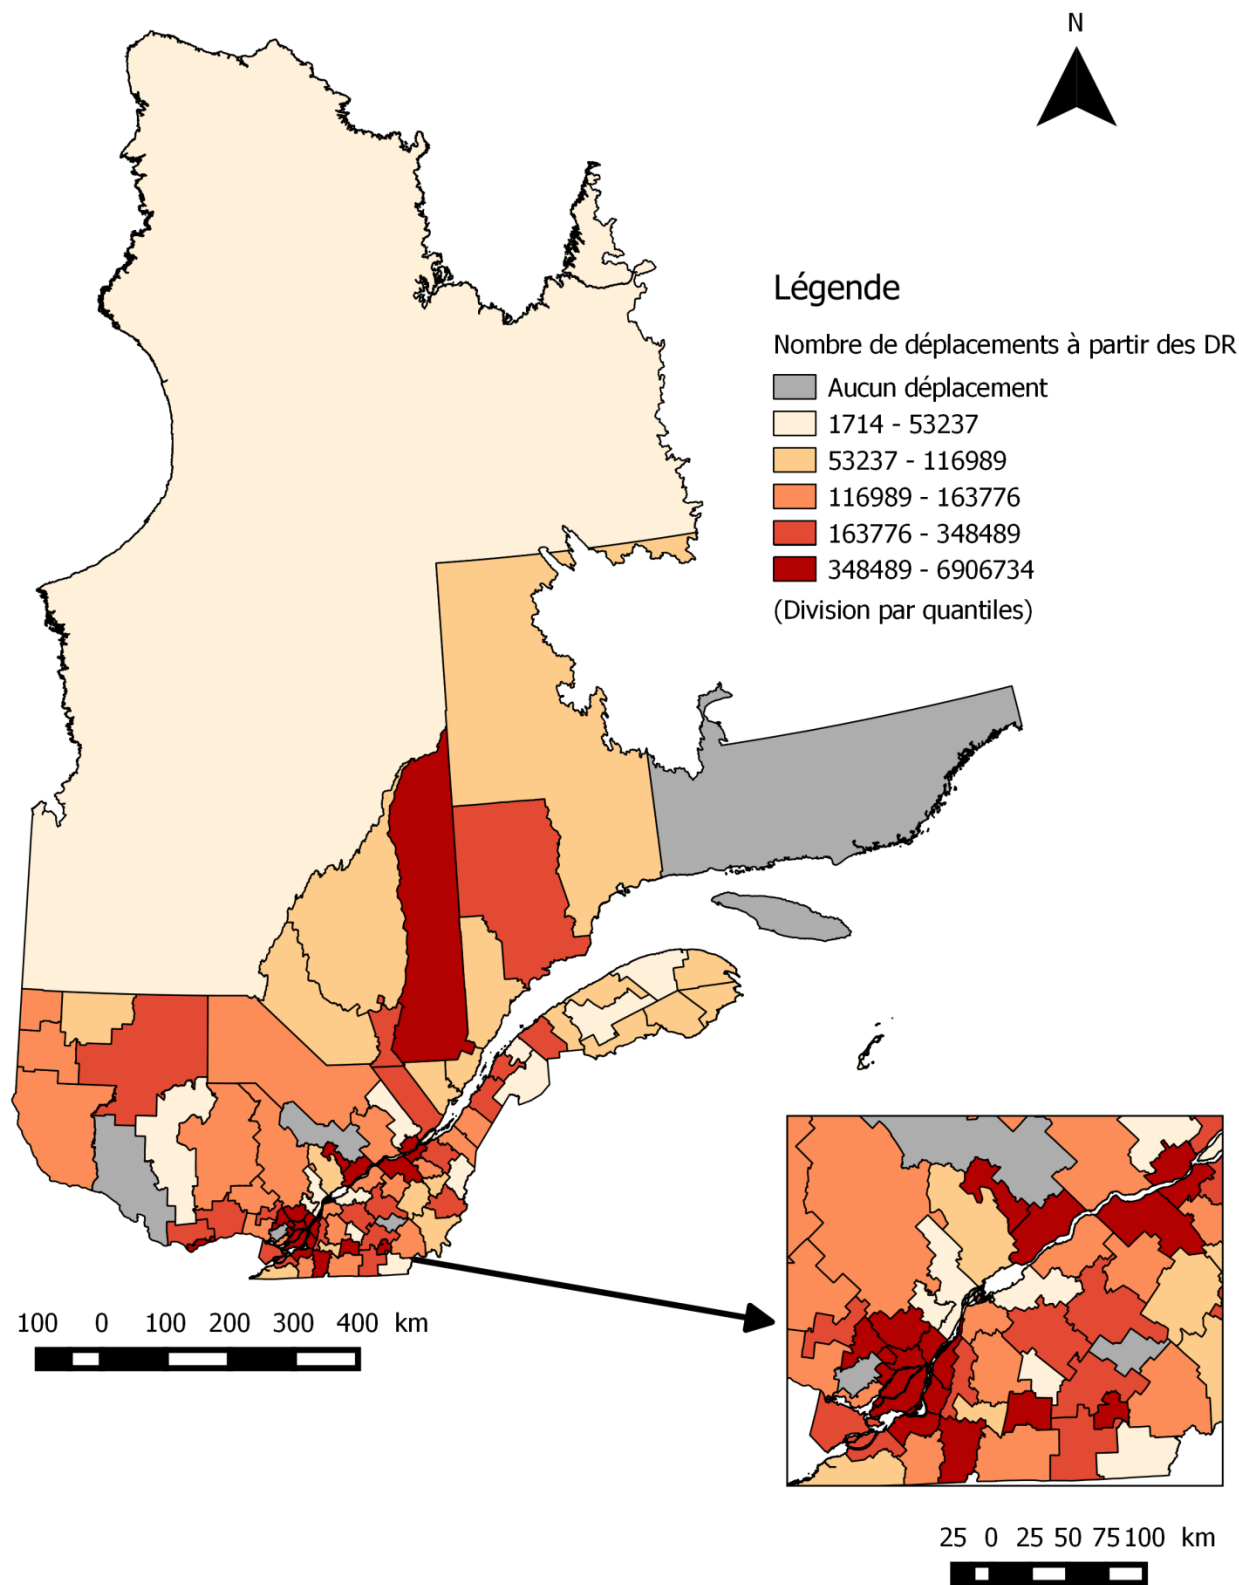 N
Légende
Nombre de déplacements à partir des DR
Aucun déplacement
1714 - 53237
53237 - 116989
116989 - 163776
163776 - 348489
348489 - 6906734
(Division par quantiles)
100 0 100 200 300 400 km
25 0 25 50 75 100 km